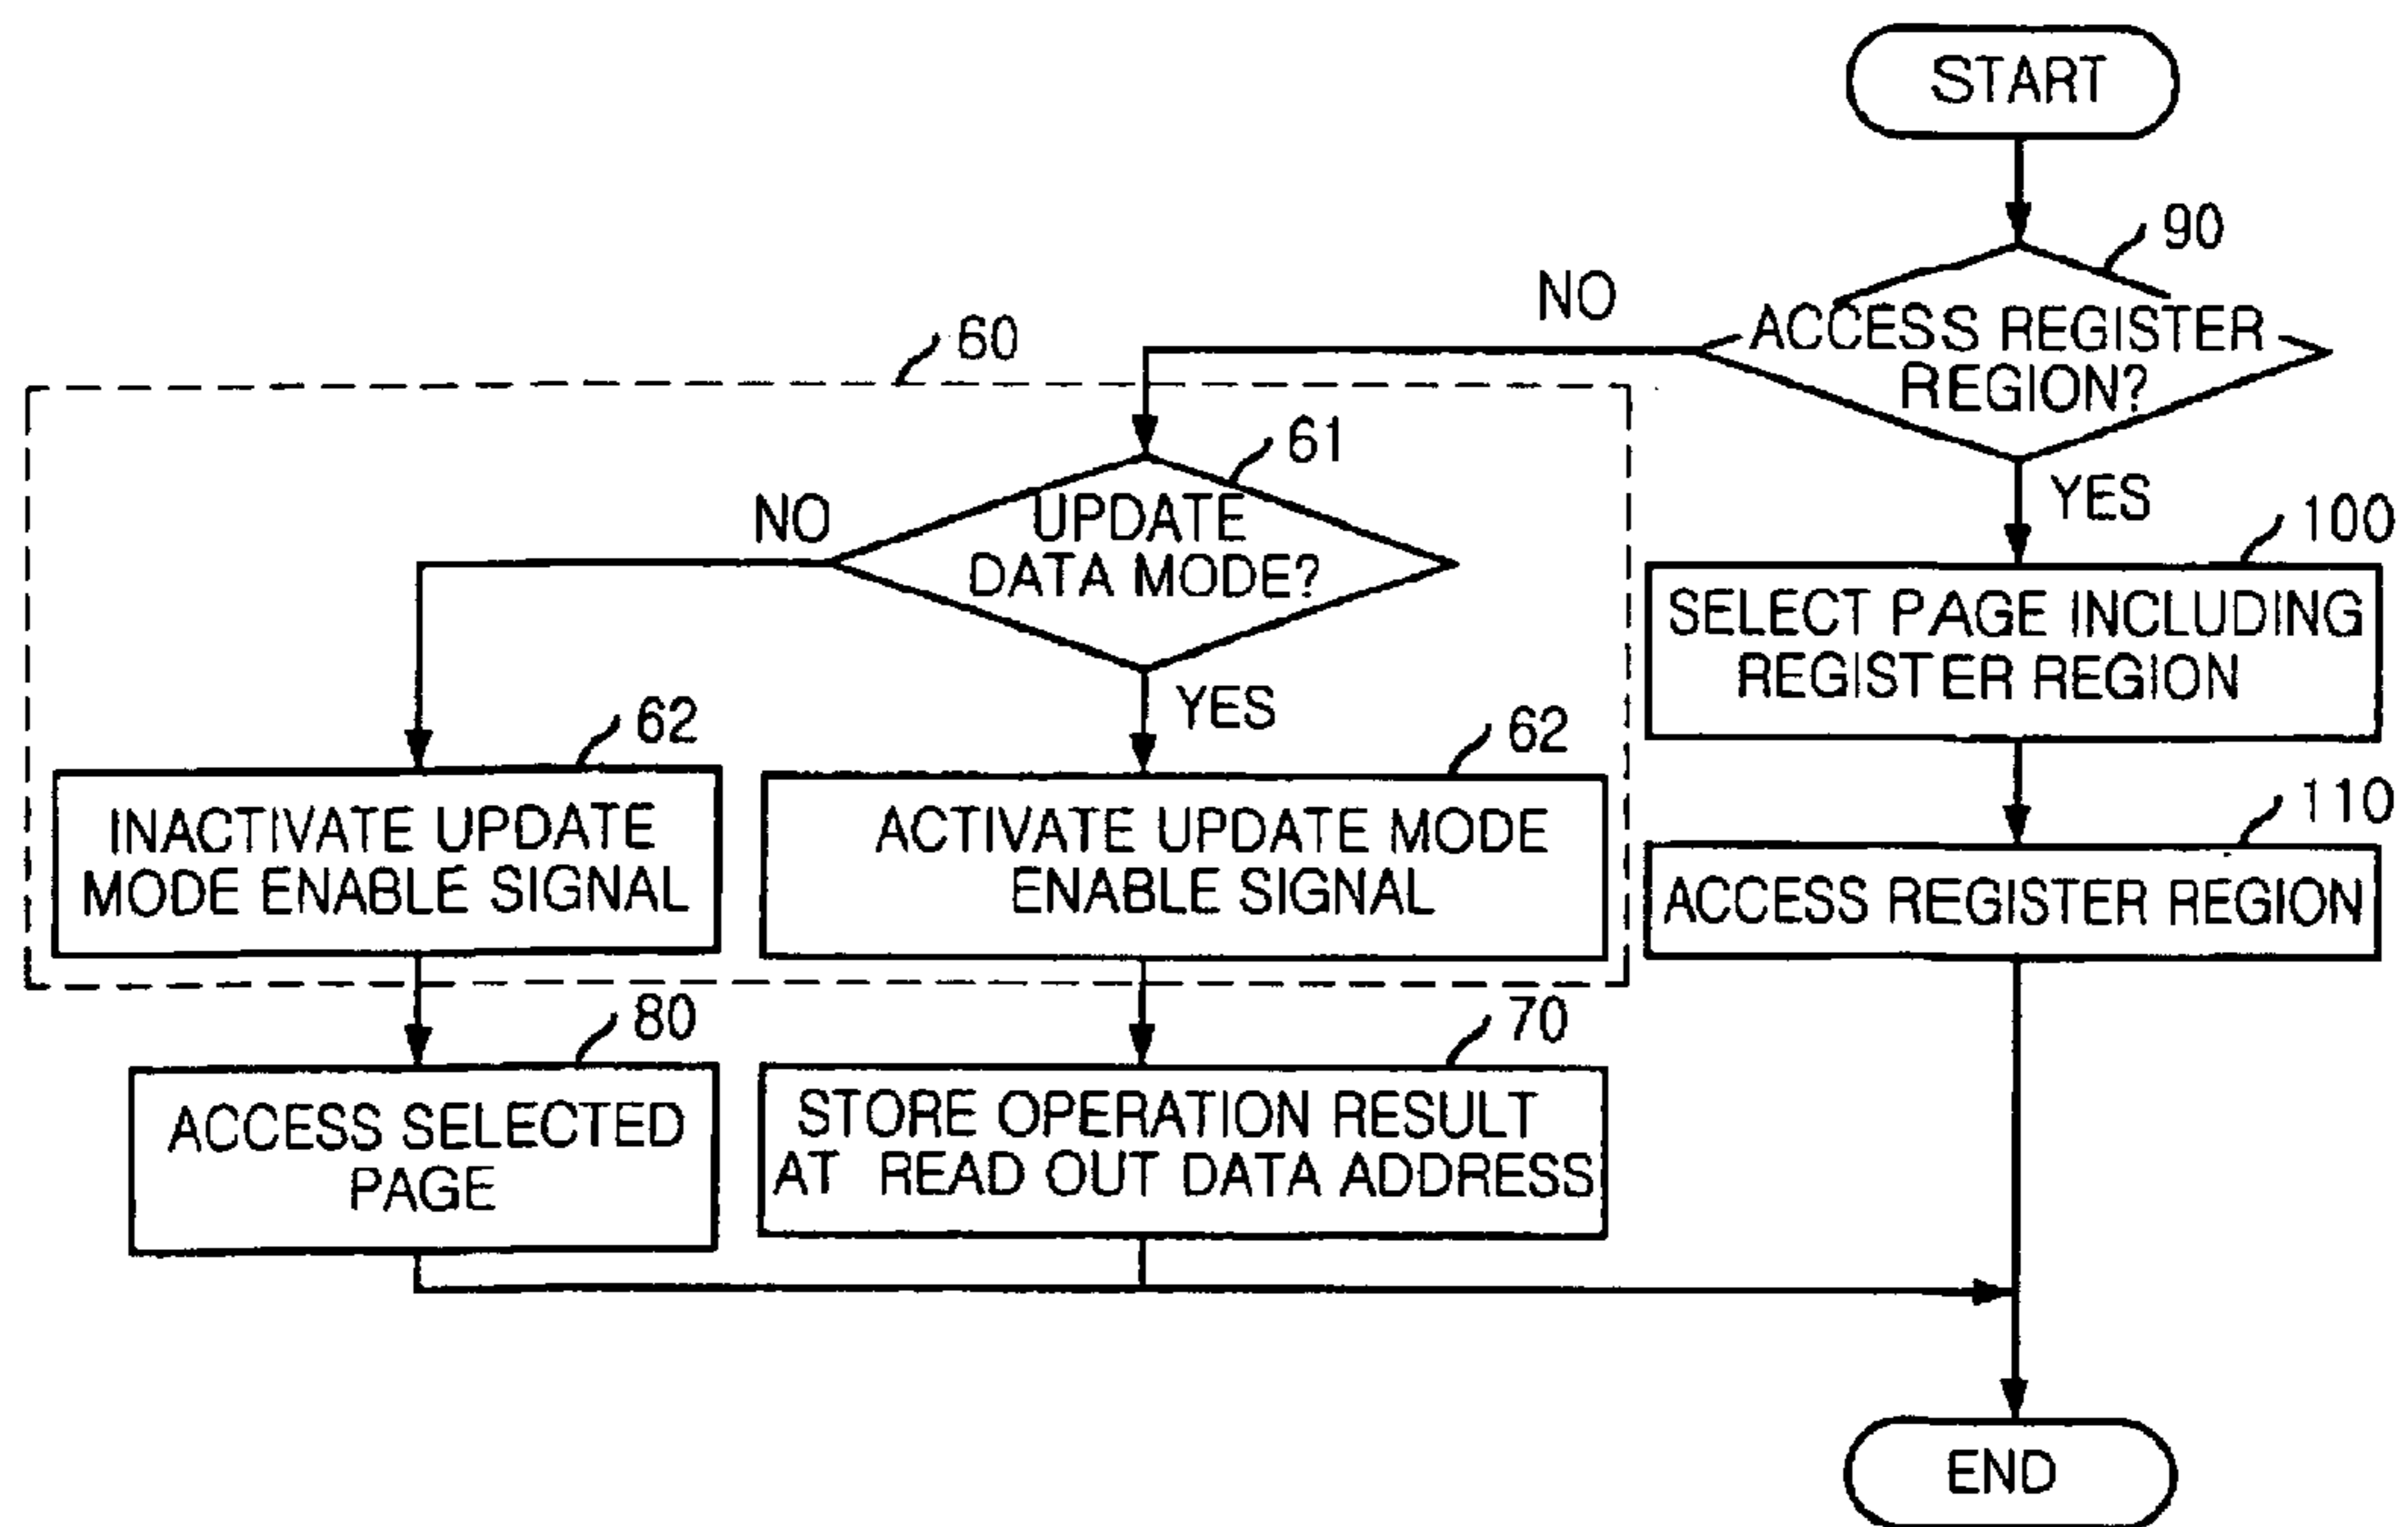 START
90
NO
ACCESS REGISTER
REGION?
60
61
YES
NO
UPDATE
DATA MODE?
100
SELECT PAGE INCLUDING
REGISTER REGION
YES
62
62
110
INACTIVATE UPDATE
MODE ENABLE SIGNAL
ACTIVATE UPDATE MODE
ENABLE SIGNAL
ACCESS REGISTER REGION
80
70
ACCESS SELECTED
PAGE
STORE OPERATION RESULT
AT READ OUT DATA ADDRESS
END